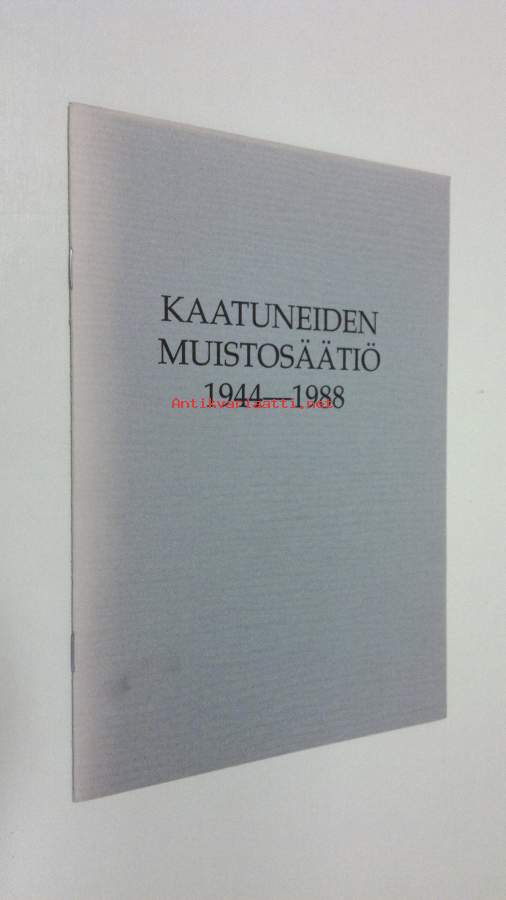 KAATUNEIDEN
MUISTOSÄÄTIÖ
1944—1988
Antikvariaatti.net